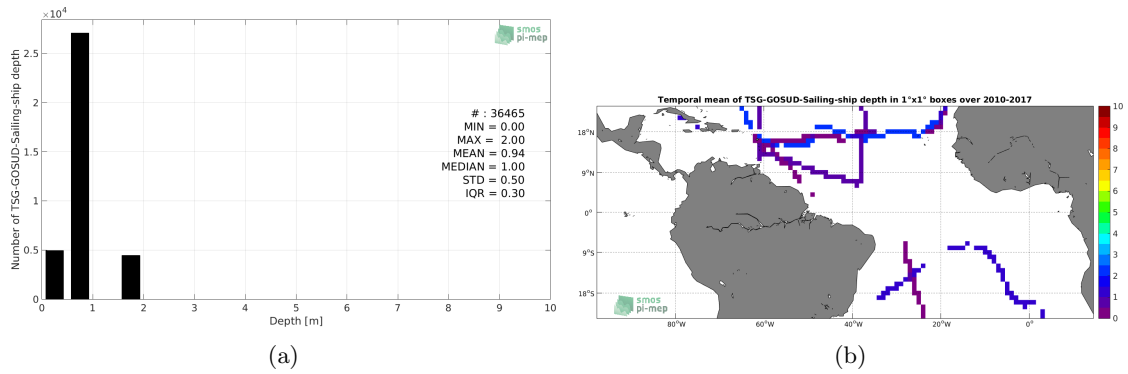 ×10⁴
smos
pi-mep
2.5
2
1.5
1
0.5
0
Number of TSG-GOSUD-Sailing-ship depth
# : 36465
MIN = 0.00
MAX = 2.00
MEAN = 0.94
MEDIAN = 1.00
STD = 0.50
IQR = 0.30
0 1 2 3 4 5 6 7 8 9 10
Depth [m]
(a)
Temporal mean of TSG-GOSUD-Sailing-ship depth in 1°x1° boxes over 2010-2017
18°N
9°N
0°
9°S
18°S
80°W 60°W 40°W 20°W 0°
smos
pi-mep
10
9
8
7
6
5
4
3
2
1
0
(b)